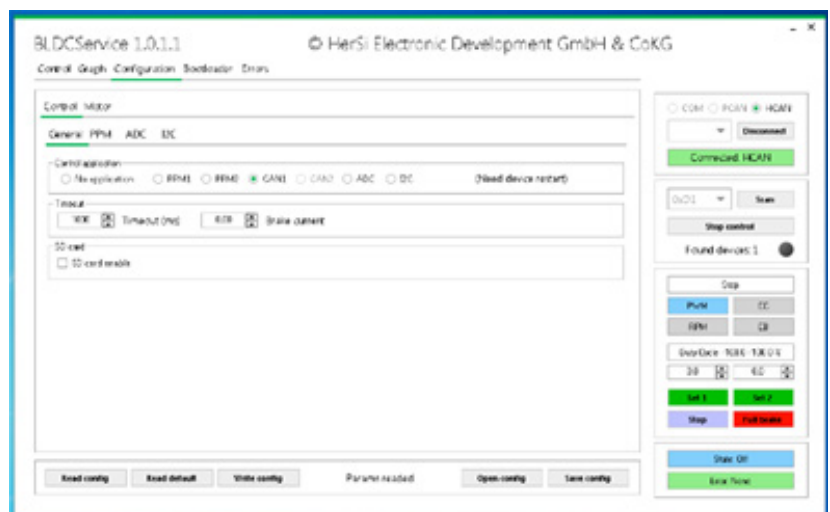 BLDCService 1.0.1.1 © HerSi Electronic Development GmbH & CoKG
Control Graph Configuration Bootloader Errors
Control Motor
General PPM ADC I2C
Control application
No application PPM1 PPM2 CAN1 CAN2 ADC I2C (Need device restart)
Timeout
Timeout (ms) Brake current
SD card
SD card enable
Read config Read default Write config Params readed Open config Save config
COM PCAN HCAN
Disconnect
Connected: HCAN
Scan
Stop control
Found devices: 1
Stop
PWM CC
RPM CB
Set 1 Set 2
Stop Full brake
State: Off
Error: None